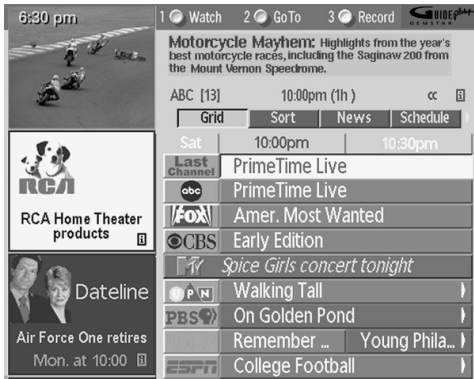 6:30 pm
1 Watch 2 GoTo 3 Record GUIDE plus+
GEMSTAR
Motorcycle Mayhem: Highlights from the year's
best motorcycle races, including the Saginaw 200 from
the Mount Vernon Speedrome.
ABC [13] 10:00pm (1h ) « i
Grid Sort News Schedule
Sat 10:00pm 10:30pm
Last Channel PrimeTime Live
abc PrimeTime Live
FOX Amer. Most Wanted
CBS Early Edition
MTV Spice Girls concert tonight
UPN Walking Tall
PBS On Golden Pond
Remember ... Young Phila...
ESPN College Football
RCA
RCA Home Theater
products i
Dateline
Air Force One retires
Mon. at 10:00 i